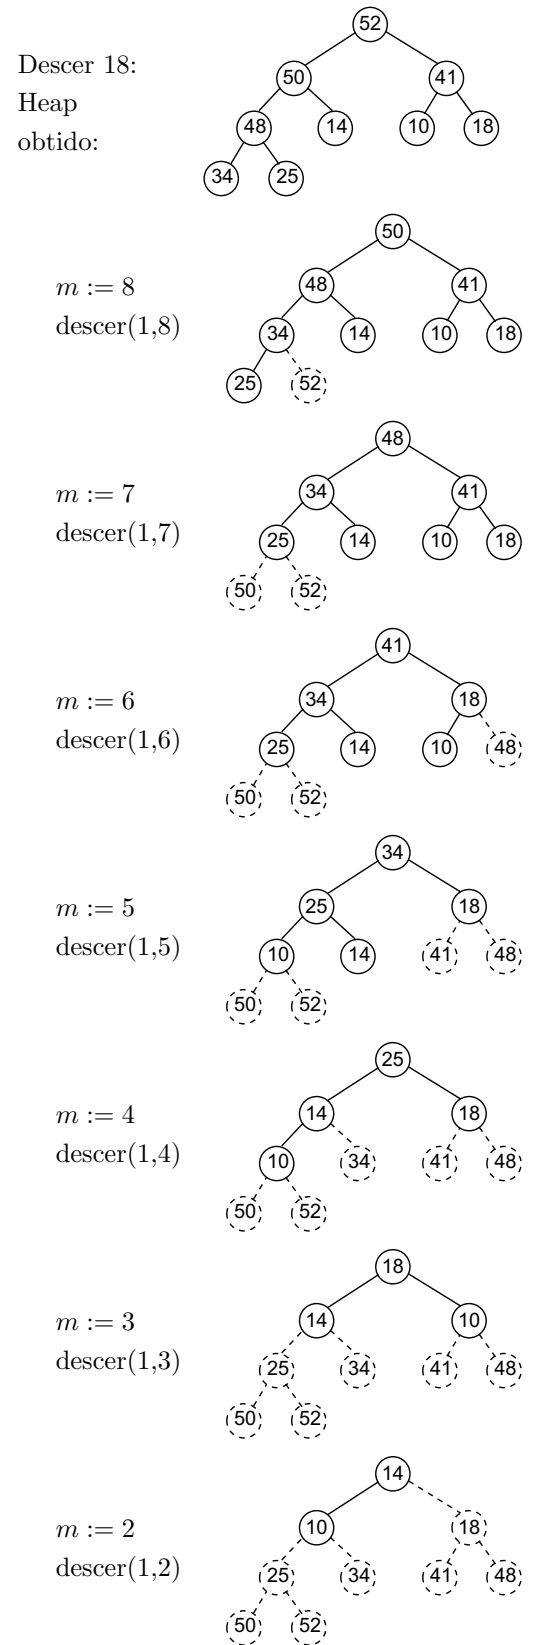 52
Descer 18:
50 41
Heap
48 14 10 18
obtido:
34 25
50
m := 8
48 41
descer(1,8)
34 14 10 18
25 52
48
m := 7
34 41
descer(1,7)
25 14 10 18
50 52
41
m := 6
34 18
descer(1,6)
25 14 10 48
50 52
34
m := 5
25 18
descer(1,5)
10 14 41 48
50 52
25
m := 4
14 18
descer(1,4)
10 34 41 48
50 52
18
m := 3
14 10
descer(1,3)
25 34 41 48
50 52
14
m := 2
10 18
descer(1,2)
25 34 41 48
50 52